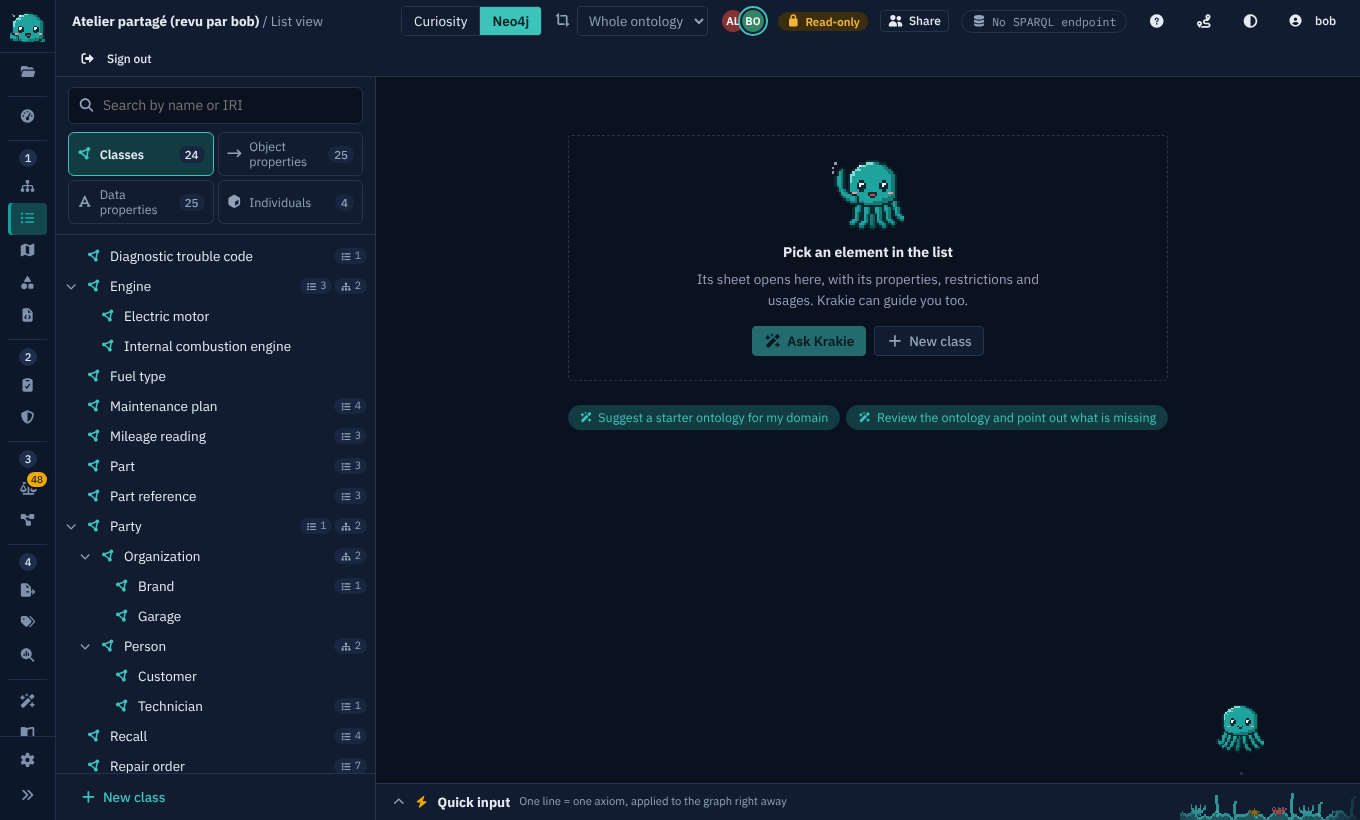 Atelier partagé (revu par bob) / List view
Curiosity
Neo4j
Whole ontology
AL
BO
Read-only
Share
No SPARQL endpoint
bob
Sign out
Search by name or IRI
Classes 24
Object properties 25
Data properties 25
Individuals 4
1
2
3
48
4
Diagnostic trouble code 1
Engine 3 2
Electric motor
Internal combustion engine
Fuel type
Maintenance plan 4
Mileage reading 3
Part 3
Part reference 3
Party 1 2
Organization 2
Brand 1
Garage
Person 2
Customer
Technician 1
Recall 4
Repair order 7
New class
Pick an element in the list
Its sheet opens here, with its properties, restrictions and
usages. Krakie can guide you too.
Ask Krakie
New class
Suggest a starter ontology for my domain
Review the ontology and point out what is missing
Quick input One line = one axiom, applied to the graph right away